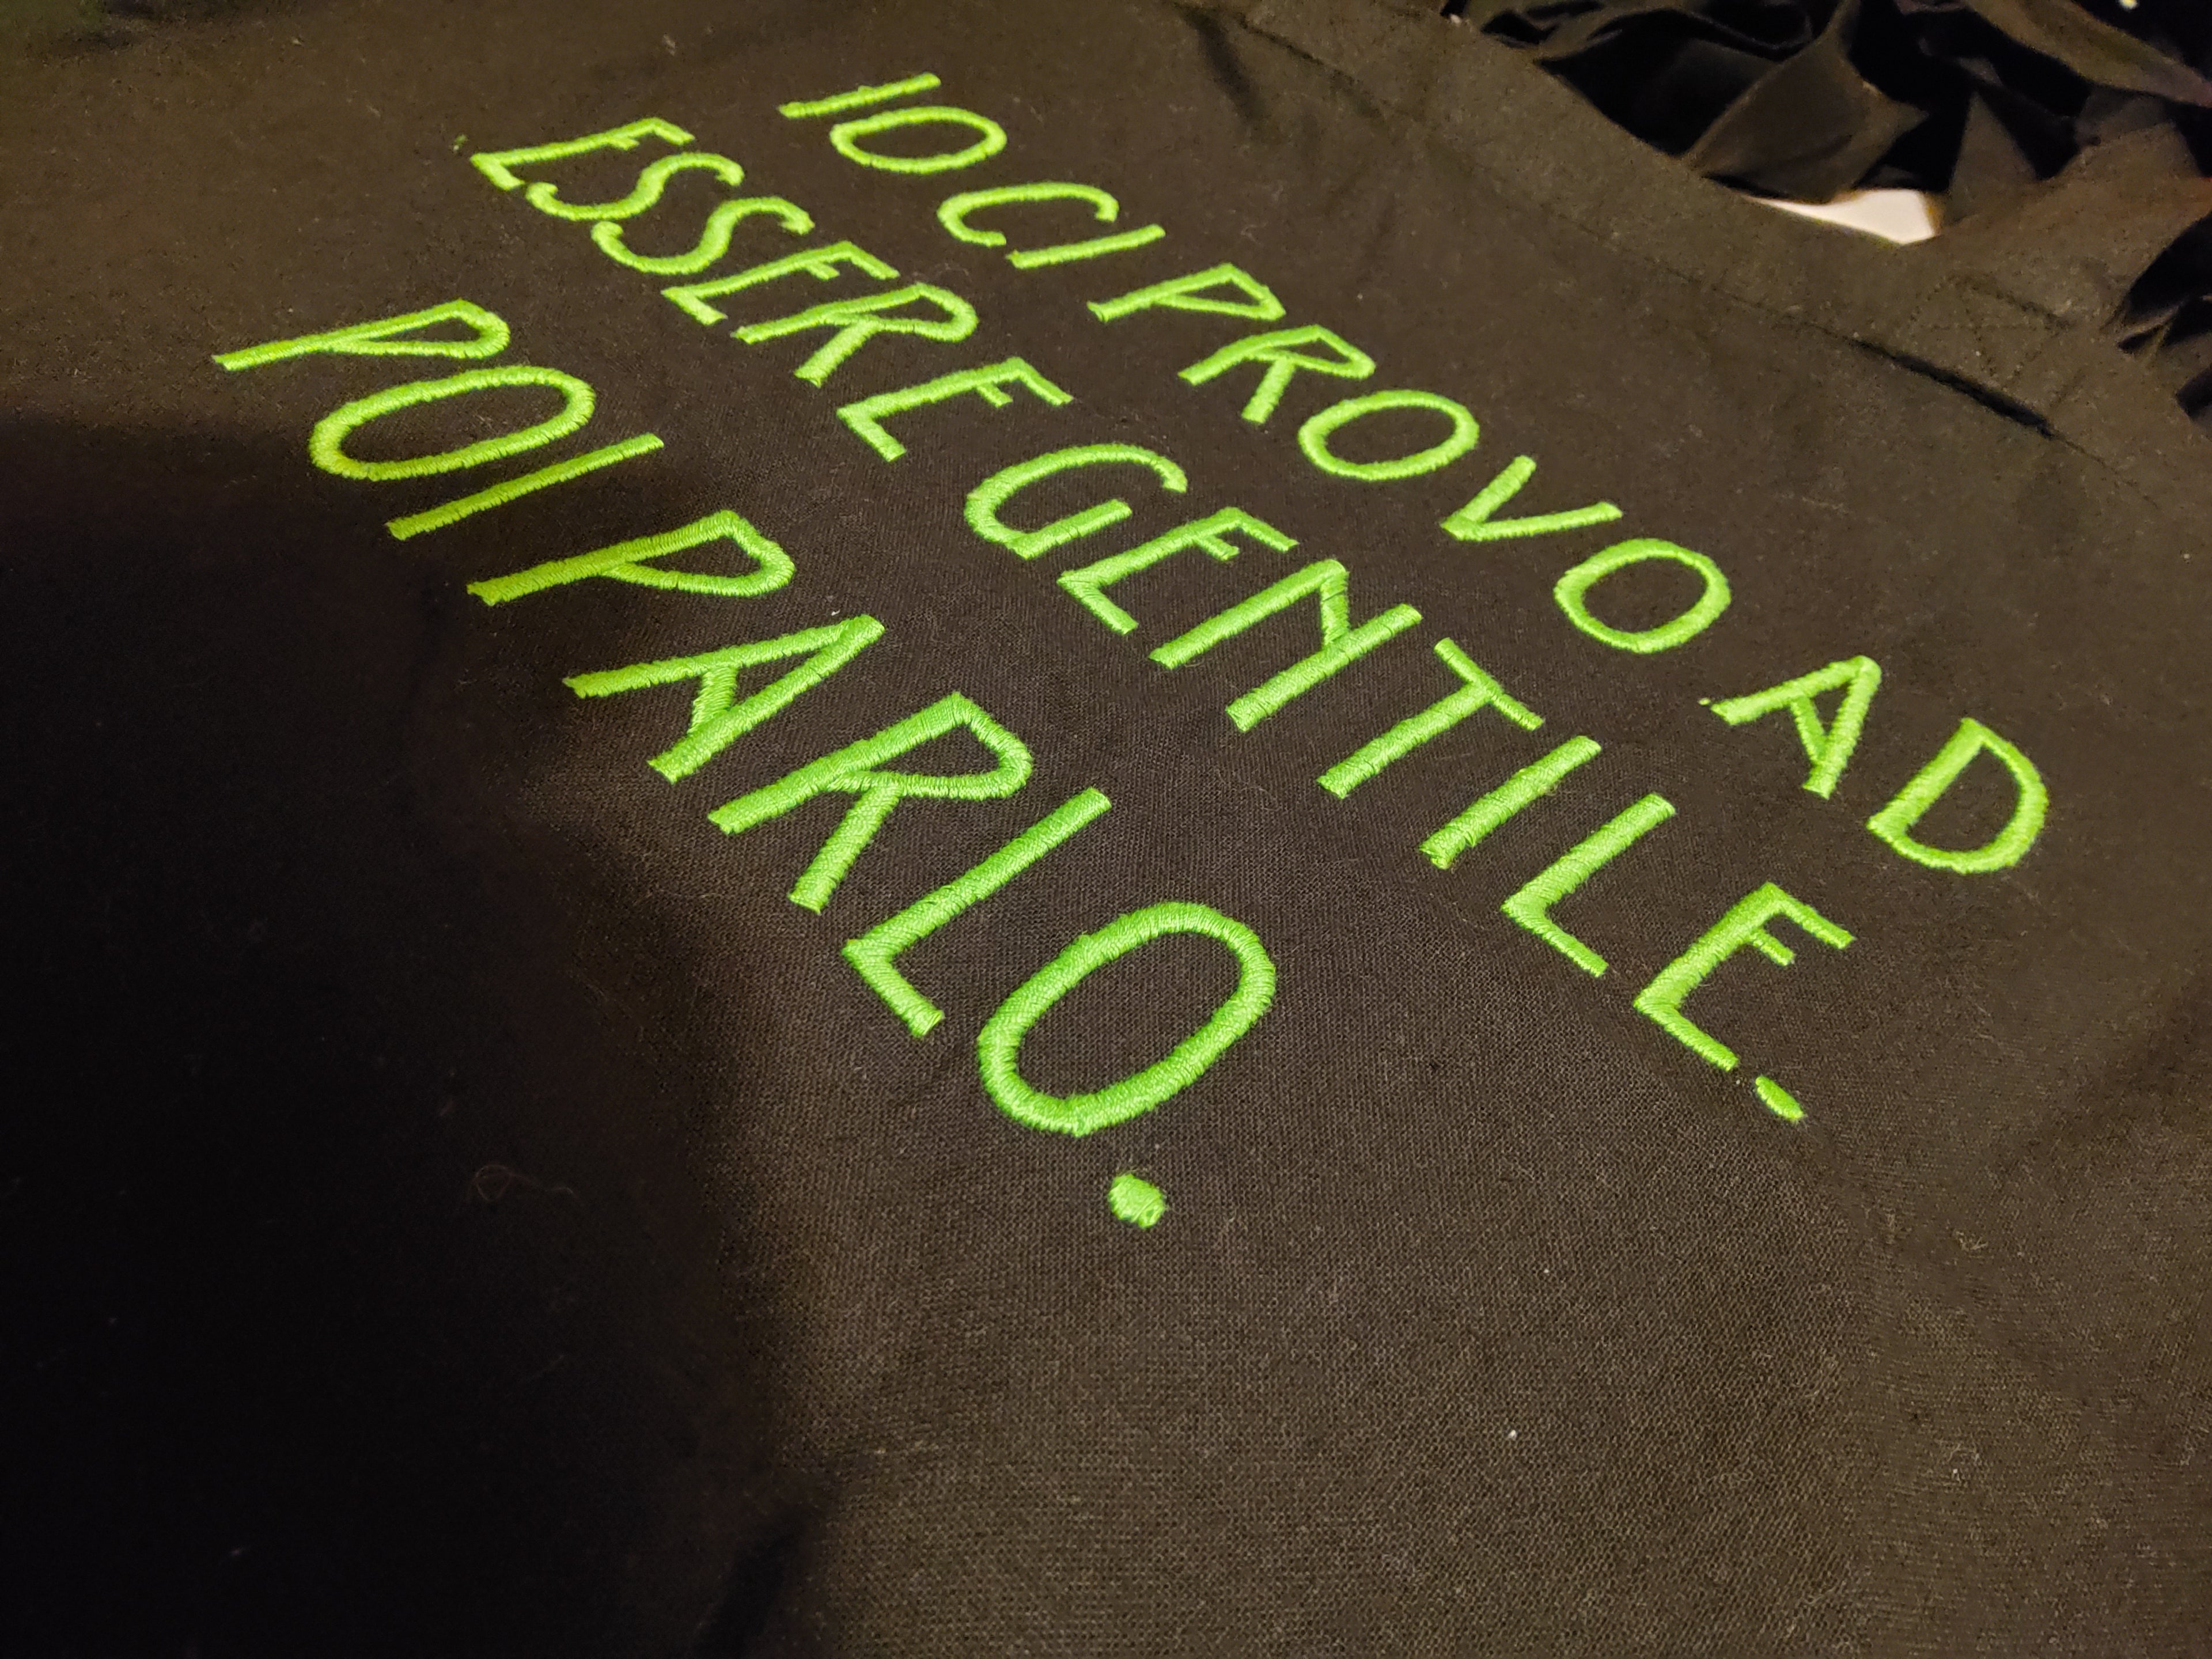 IO CI PROVO AD
ESSERE GENTILE.
POI PARLO.